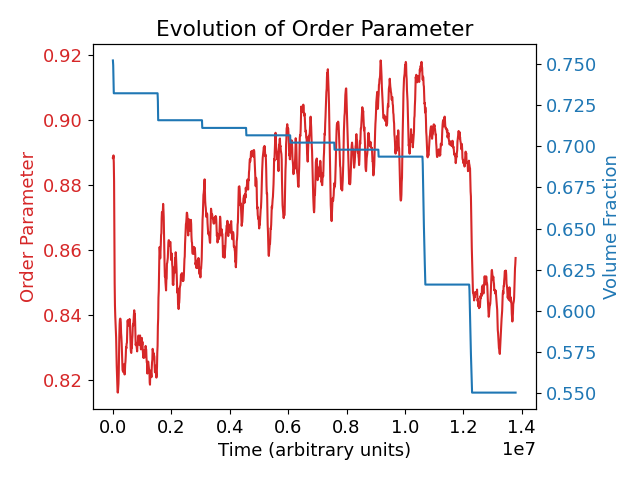 Evolution of Order Parameter
Order Parameter
0.92
0.90
0.88
0.86
0.84
0.82
0.750
0.725
0.700
0.675
0.650
0.625
0.600
0.575
0.550
Volume Fraction
0.0 0.2 0.4 0.6 0.8 1.0 1.2 1.4
1e7
Time (arbitrary units)